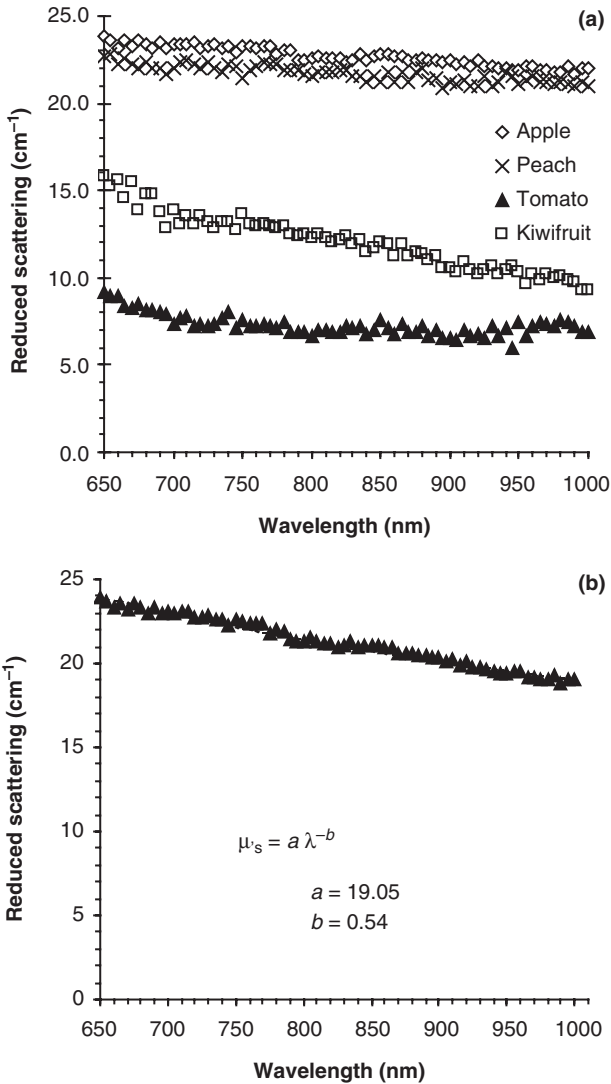 (a)
25.0
20.0
15.0
10.0
5.0
0.0
Reduced scattering (cm⁻¹)
Apple
Peach
Tomato
Kiwifruit
650 700 750 800 850 900 950 1000
Wavelength (nm)
(b)
25
20
15
10
5
0
Reduced scattering (cm⁻¹)
μ's = a λ⁻ᵇ
a = 19.05
b = 0.54
650 700 750 800 850 900 950 1000
Wavelength (nm)